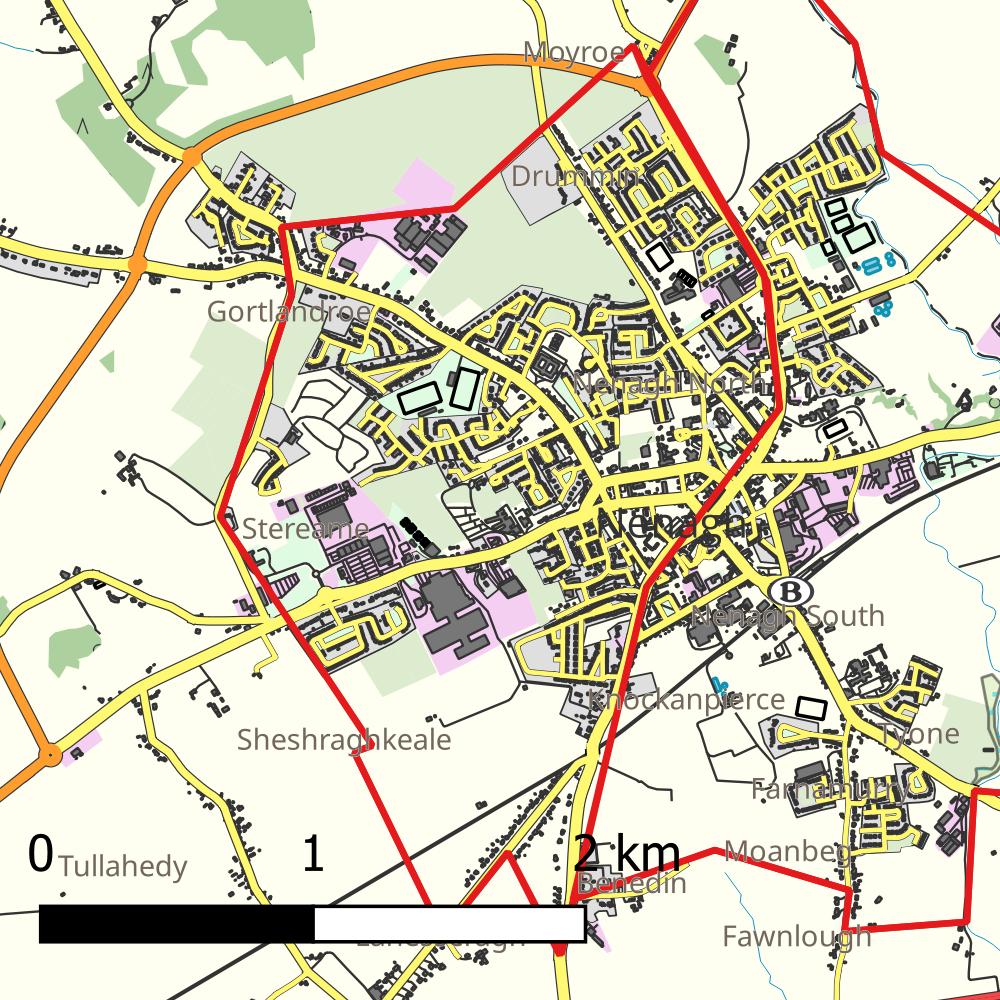 Moyroe
Drummin
Gortlandroe
Nenagh North
Stereame
Nenagh
B
Nenagh South
Knockanpierce
Tyone
Sheshraghkeale
Farnamurry
0 1 2 km
Moanbeg
Tullahedy
Benedin
Fawnlough